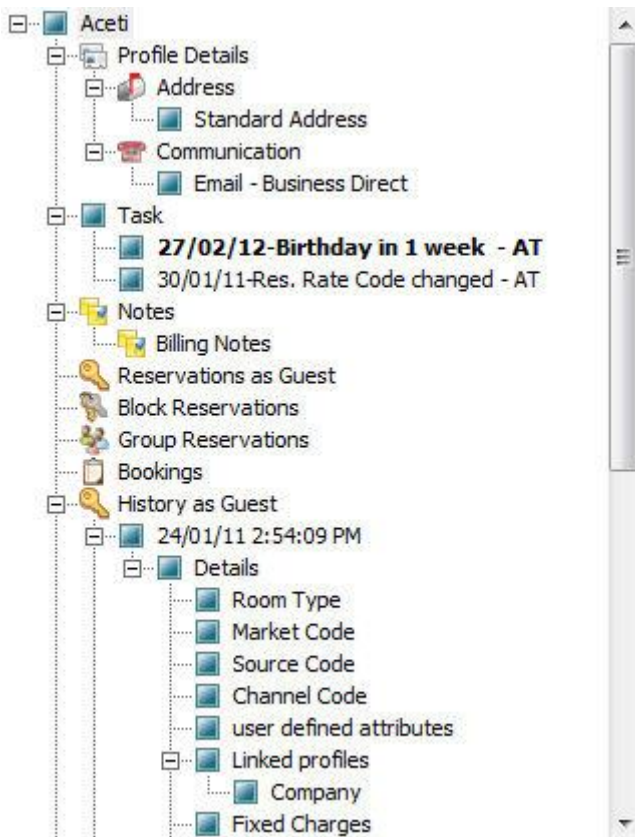 Aceti
Profile Details
Address
Standard Address
Communication
Email - Business Direct
Task
27/02/12-Birthday in 1 week - AT
30/01/11-Res. Rate Code changed - AT
Notes
Billing Notes
Reservations as Guest
Block Reservations
Group Reservations
Bookings
History as Guest
24/01/11 2:54:09 PM
Details
Room Type
Market Code
Source Code
Channel Code
user defined attributes
Linked profiles
Company
Fixed Charges